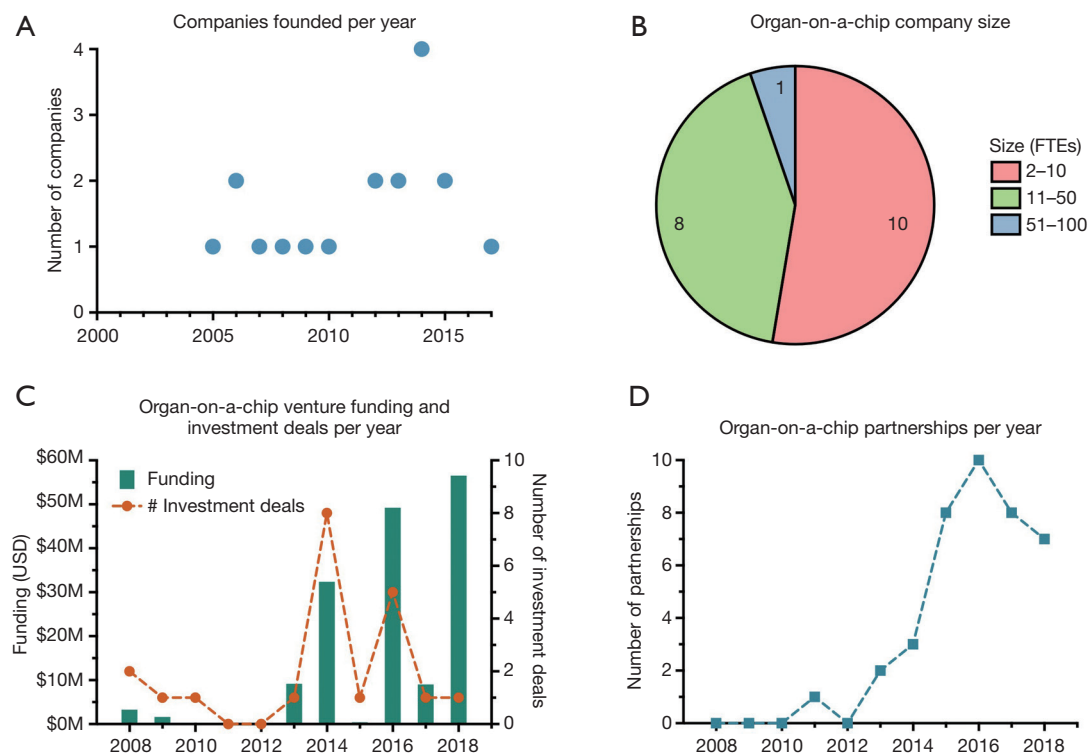 A
Companies founded per year
Number of companies
4
3
2
1
0
2000
2005
2010
2015
B
Organ-on-a-chip company size
1
8
10
Size (FTEs)
2–10
11–50
51–100
C
Organ-on-a-chip venture funding and
investment deals per year
Funding (USD)
$60M
$50M
$40M
$30M
$20M
$10M
$0M
Funding
# Investment deals
10
8
6
4
2
0
Number of investment deals
2008
2010
2012
2014
2016
2018
D
Organ-on-a-chip partnerships per year
Number of partnerships
10
8
6
4
2
0
2008
2010
2012
2014
2016
2018